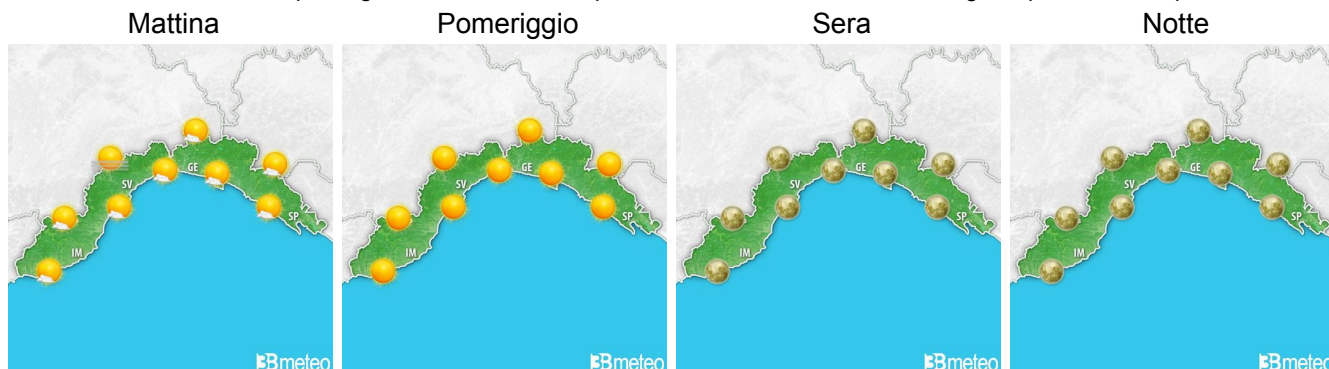 Mattina
Pomeriggio
Sera
Notte
GE
SV
IM
SP
3Bmeteo
GE
SV
IM
SP
3Bmeteo
GE
SV
IM
SP
3Bmeteo
GE
SV
IM
SP
3Bmeteo